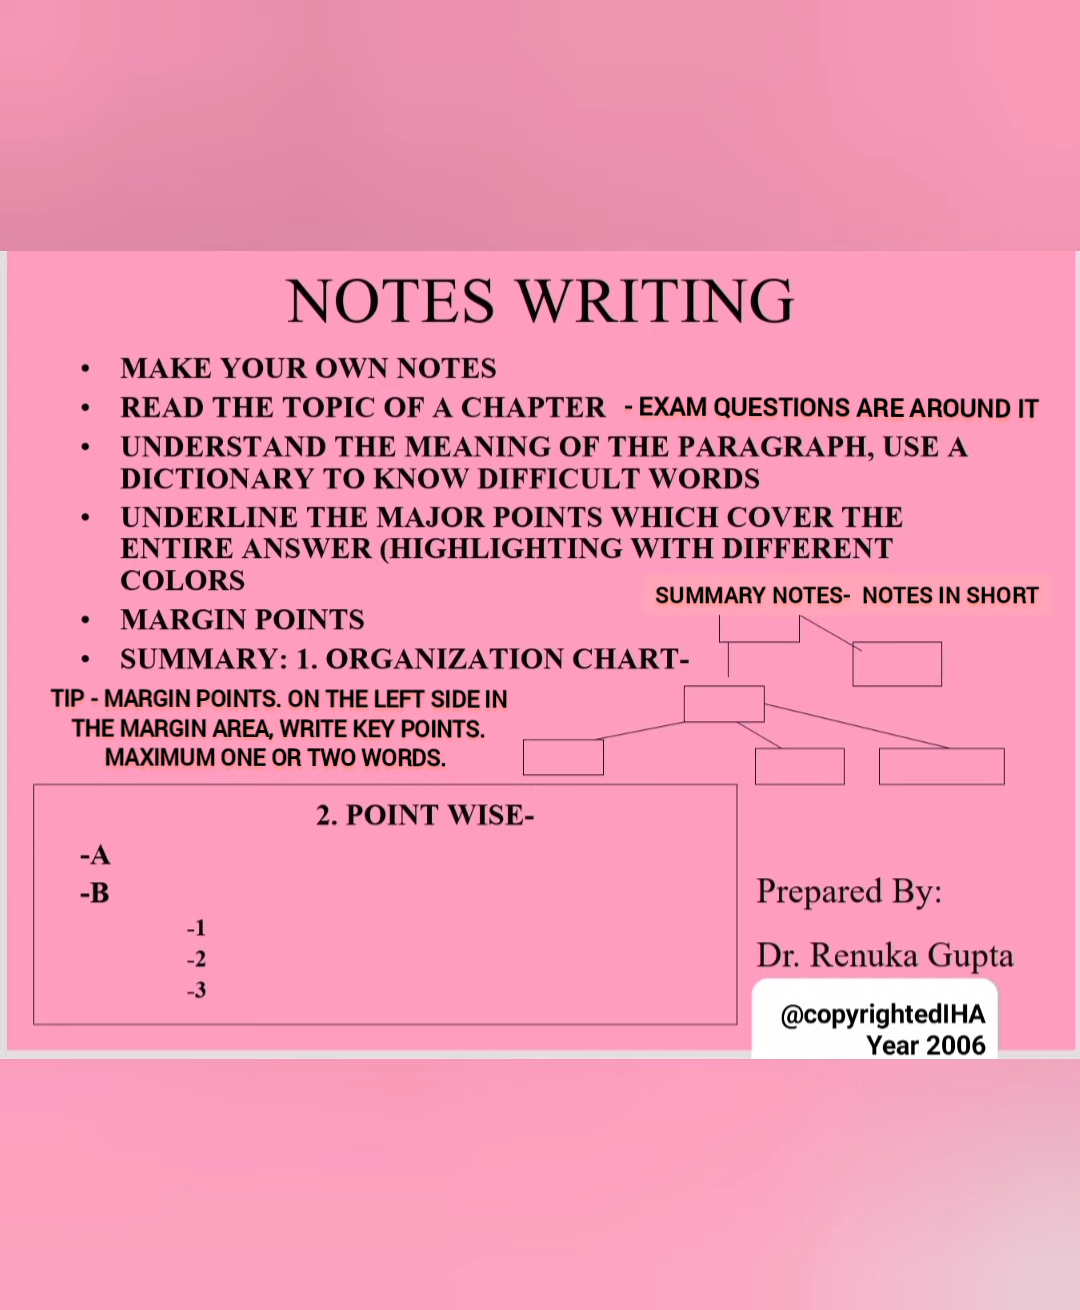 NOTES WRITING
• MAKE YOUR OWN NOTES
• READ THE TOPIC OF A CHAPTER - EXAM QUESTIONS ARE AROUND IT
• UNDERSTAND THE MEANING OF THE PARAGRAPH, USE A
DICTIONARY TO KNOW DIFFICULT WORDS
• UNDERLINE THE MAJOR POINTS WHICH COVER THE
ENTIRE ANSWER (HIGHLIGHTING WITH DIFFERENT
COLORS
SUMMARY NOTES- NOTES IN SHORT
• MARGIN POINTS
• SUMMARY: 1. ORGANIZATION CHART-
TIP - MARGIN POINTS. ON THE LEFT SIDE IN
THE MARGIN AREA, WRITE KEY POINTS.
MAXIMUM ONE OR TWO WORDS.
2. POINT WISE-
-A
-B
-1
-2
-3
Prepared By:
Dr. Renuka Gupta
@copyrightedIHA
Year 2006